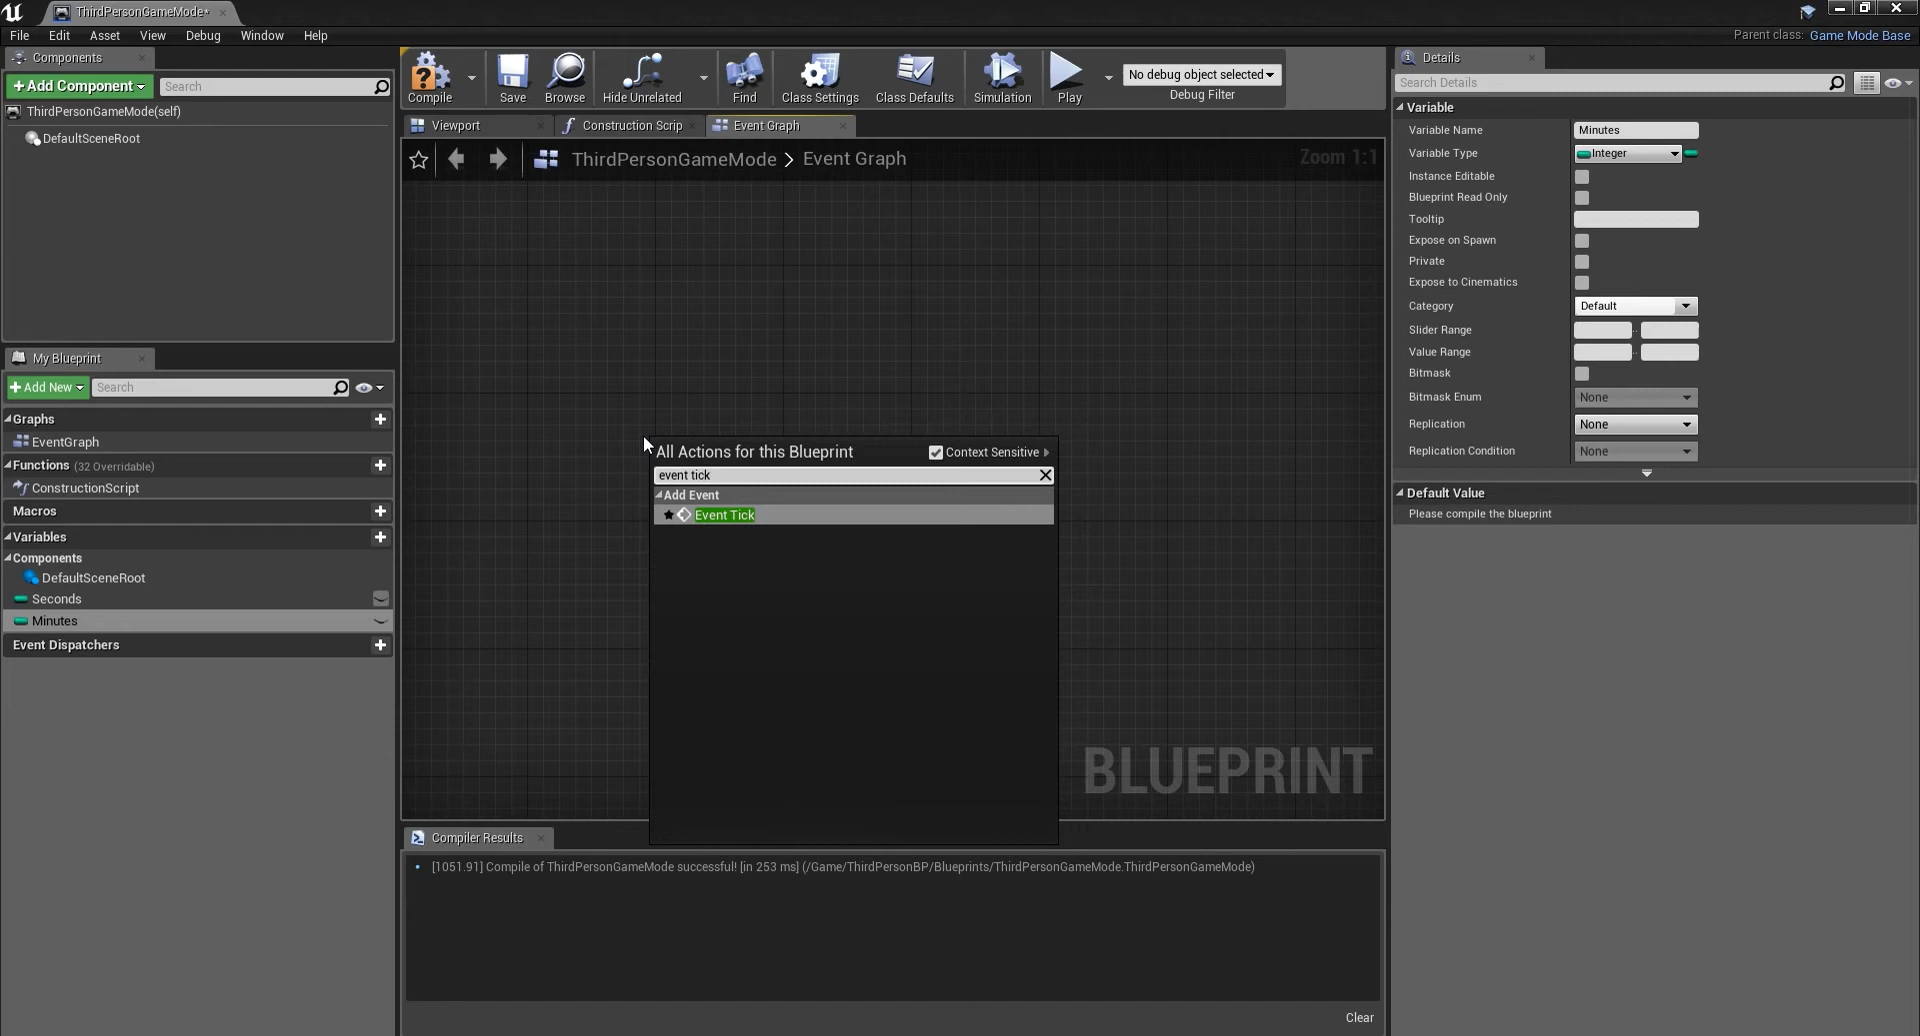 ThirdPersonGameMode*
File Edit Asset View Debug Window Help
Parent class: Game Mode Base
Components
+Add Component
Search
ThirdPersonGameMode(self)
DefaultSceneRoot
My Blueprint
+Add New
Search
Graphs
EventGraph
Functions (32 Overridable)
ConstructionScript
Macros
Variables
Components
DefaultSceneRoot
Seconds
Minutes
Event Dispatchers
Compile
Save
Browse
Hide Unrelated
Find
Class Settings
Class Defaults
Simulation
Play
No debug object selected
Debug Filter
Viewport
Construction Scrip
Event Graph
ThirdPersonGameMode > Event Graph
Zoom 1:1
All Actions for this Blueprint
Context Sensitive
event tick
Add Event
Event Tick
BLUEPRINT
Compiler Results
[1051.91] Compile of ThirdPersonGameMode successful! [in 253 ms] (/Game/ThirdPersonBP/Blueprints/ThirdPersonGameMode.ThirdPersonGameMode)
Clear
Details
Search Details
Variable
Variable Name Minutes
Variable Type Integer
Instance Editable
Blueprint Read Only
Tooltip
Expose on Spawn
Private
Expose to Cinematics
Category Default
Slider Range
Value Range
Bitmask
Bitmask Enum None
Replication None
Replication Condition None
Default Value
Please compile the blueprint